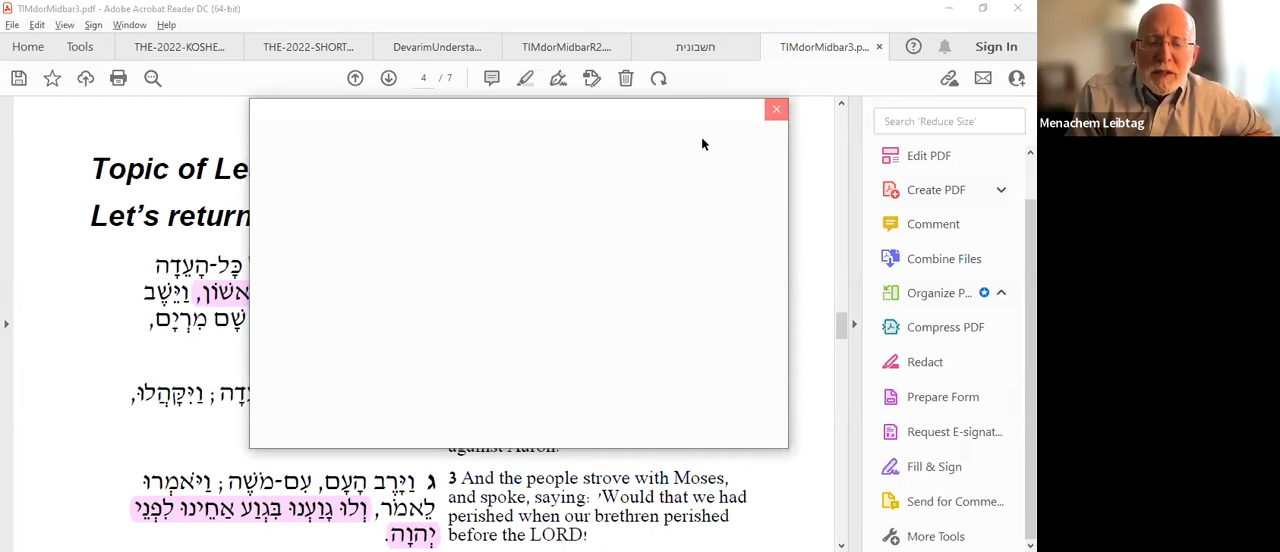 TIMdorMidbar3.pdf - Adobe Acrobat Reader DC (64-bit)
File Edit View Sign Window Help
Home Tools THE-2022-KOSHE... THE-2022-SHORT... DevarimUndersta... TIMdorMidbarR2.... חשבונית TIMdorMidbar3.p... × Sign In
4 / 7
Menachem Leibtag
Search 'Reduce Size'
Edit PDF
Create PDF
Comment
Combine Files
Organize P...
Compress PDF
Redact
Prepare Form
Request E-signat...
Fill & Sign
Send for Comme...
More Tools
Topic of Le
Let's return
כָּל-הָעֵדָה
אשׁוֹן, וַיֵּשֶׁב
שָׁם מִרְיָם,
דָה; וַיִּקָּהֲלוּ,
against Aaron.
ג וַיָּרֶב הָעָם, עִם-מֹשֶׁה; וַיֹּאמְרוּ
לֵאמֹר, וְלוּ גָוַעְנוּ בִּגְוַע אַחֵינוּ לִפְנֵי
יְהוָה.
3 And the people strove with Moses,
and spoke, saying: 'Would that we had
perished when our brethren perished
before the LORD!